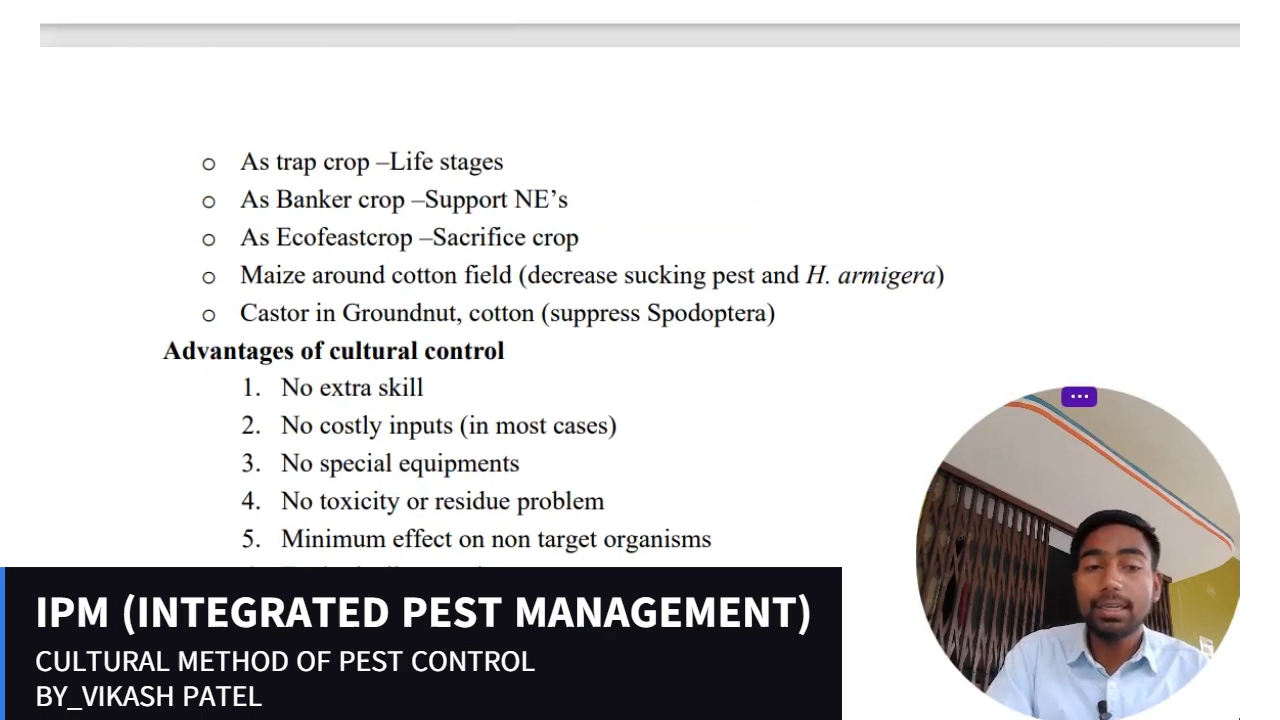 o As trap crop –Life stages
o As Banker crop –Support NE’s
o As Ecofeastcrop –Sacrifice crop
o Maize around cotton field (decrease sucking pest and H. armigera)
o Castor in Groundnut, cotton (suppress Spodoptera)
Advantages of cultural control
1. No extra skill
2. No costly inputs (in most cases)
3. No special equipments
4. No toxicity or residue problem
5. Minimum effect on non target organisms
IPM (INTEGRATED PEST MANAGEMENT)
CULTURAL METHOD OF PEST CONTROL
BY_VIKASH PATEL